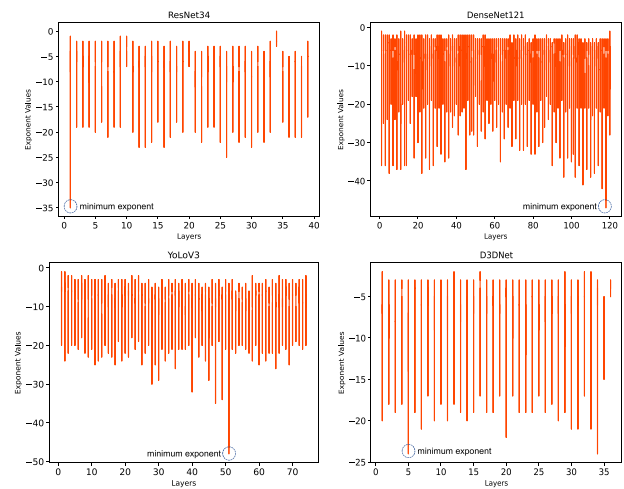 ResNet34
Exponent Values
0
−5
−10
−15
−20
−25
−30
−35
minimum exponent
0 5 10 15 20 25 30 35 40
Layers
DenseNet121
Exponent Values
0
−10
−20
−30
−40
minimum exponent
0 20 40 60 80 100 120
Layers
YoLoV3
Exponent Values
0
−10
−20
−30
−40
−50
minimum exponent
0 10 20 30 40 50 60 70
Layers
D3DNet
Exponent Values
−5
−10
−15
−20
−25
minimum exponent
0 5 10 15 20 25 30 35
Layers